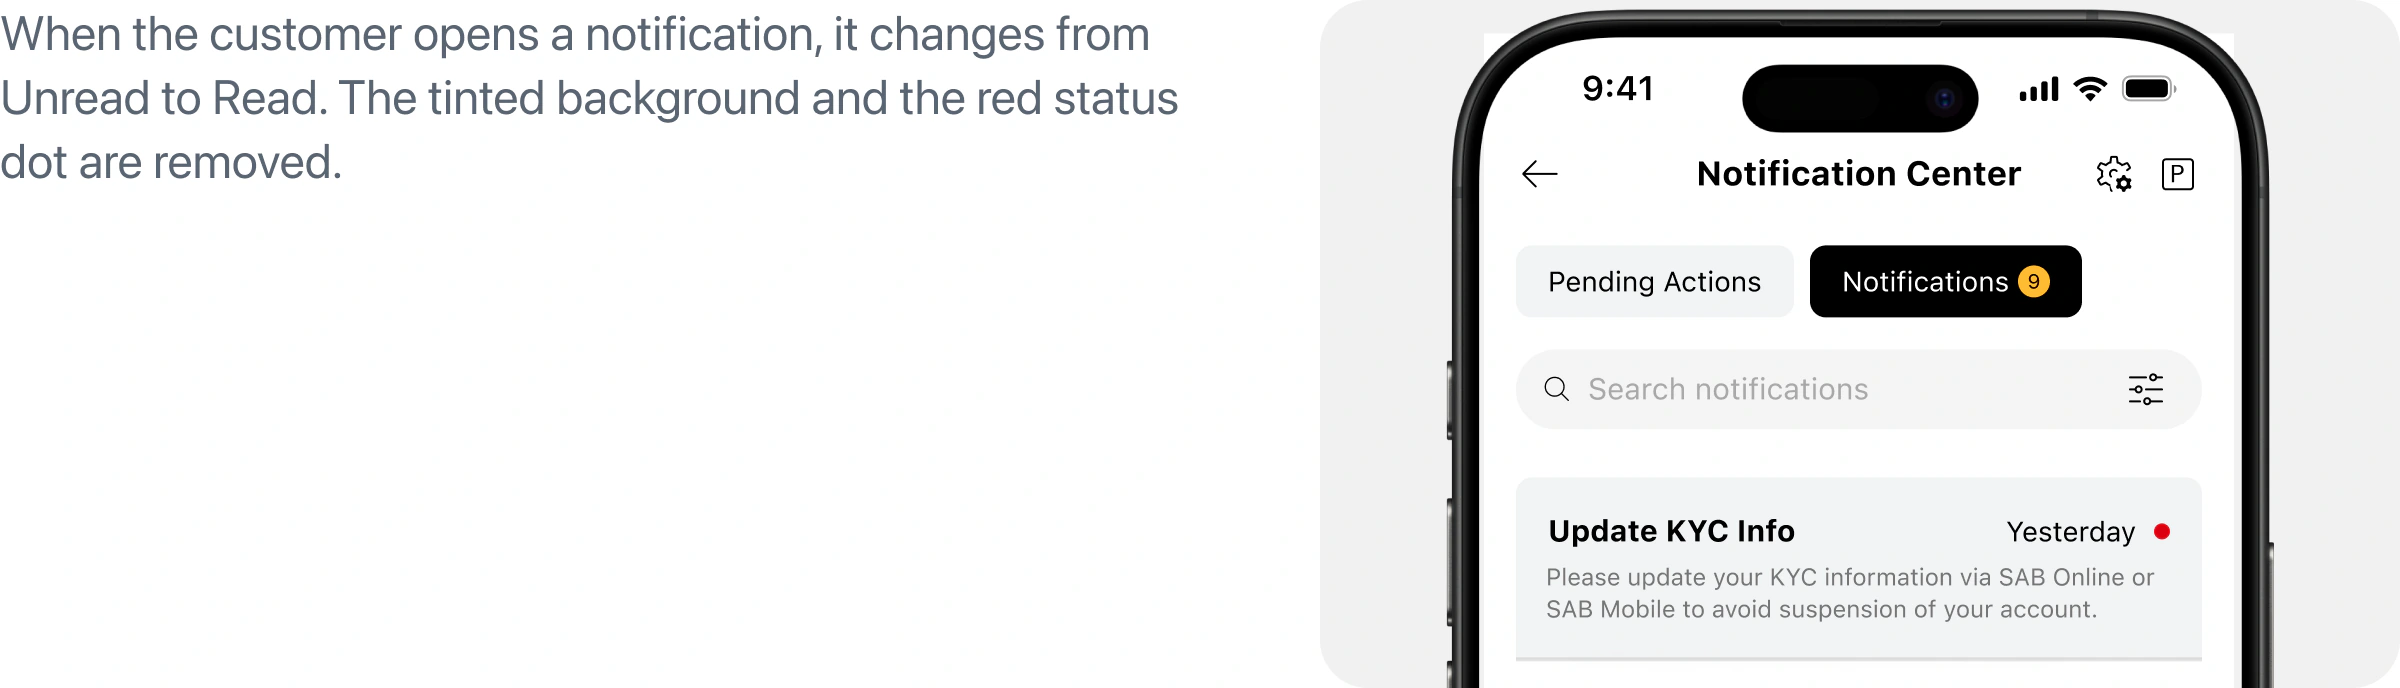 When the customer opens a notification, it changes from
Unread to Read. The tinted background and the red status
dot are removed.
9:41
Notification Center
P
Pending Actions
Notifications 9
Search notifications
Update KYC Info
Yesterday
Please update your KYC information via SAB Online or
SAB Mobile to avoid suspension of your account.